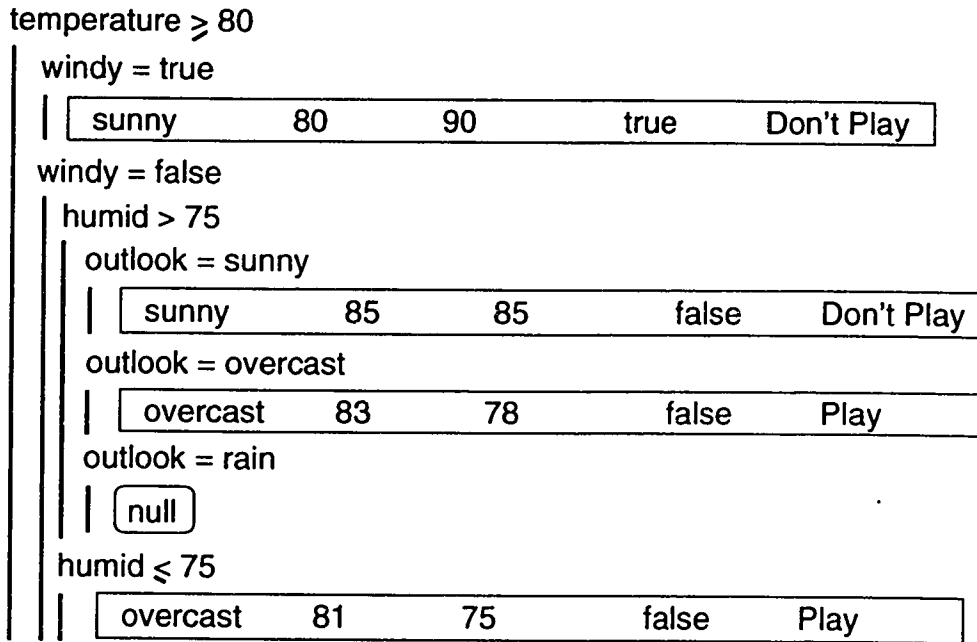 temperature ⩾ 80
windy = true
sunny 80 90 true Don't Play
windy = false
humid > 75
outlook = sunny
sunny 85 85 false Don't Play
outlook = overcast
overcast 83 78 false Play
outlook = rain
null
humid ⩽ 75
overcast 81 75 false Play